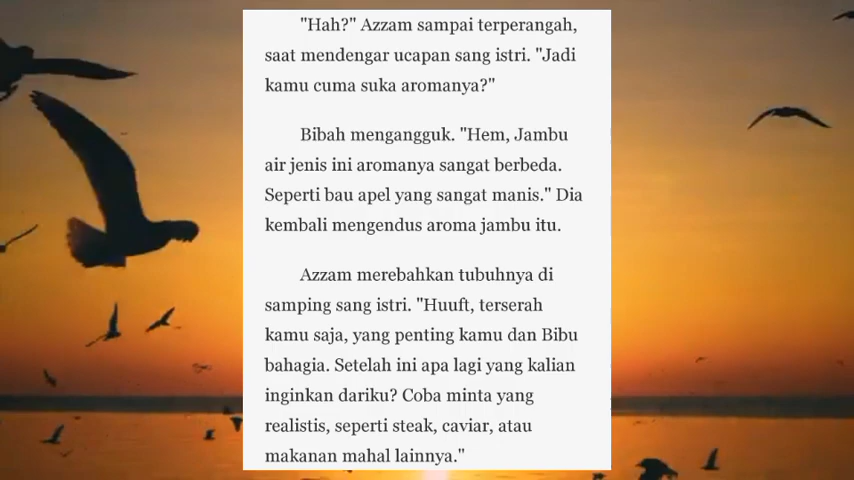 "Hah?" Azzam sampai terperangah,
saat mendengar ucapan sang istri. "Jadi
kamu cuma suka aromanya?"
Bibah mengangguk. "Hem, Jambu
air jenis ini aromanya sangat berbeda.
Seperti bau apel yang sangat manis." Dia
kembali mengendus aroma jambu itu.
Azzam merebahkan tubuhnya di
samping sang istri. "Huuft, terserah
kamu saja, yang penting kamu dan Bibu
bahagia. Setelah ini apa lagi yang kalian
inginkan dariku? Coba minta yang
realistis, seperti steak, caviar, atau
makanan mahal lainnya."